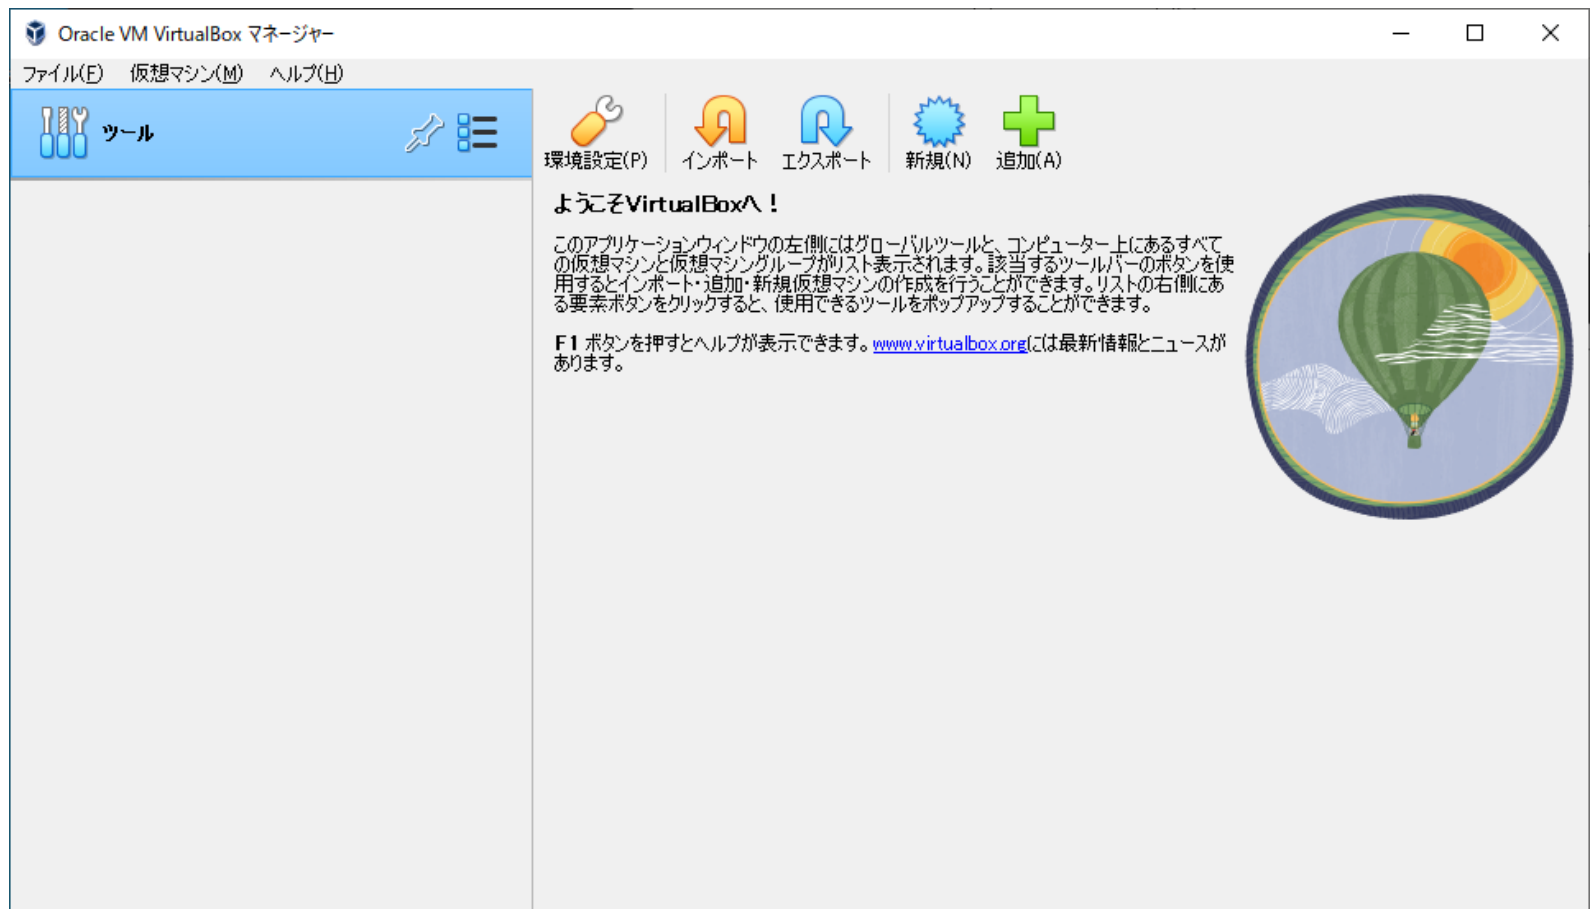 Oracle VM VirtualBox マネージャー
ファイル(F) 仮想マシン(M) ヘルプ(H)
ツール
環境設定(P) インポート エクスポート 新規(N) 追加(A)
ようこそVirtualBoxへ!
このアプリケーションウィンドウの左側にはグローバルツールと、コンピューター上にあるすべて
の仮想マシンと仮想マシングループがリスト表示されます。該当するツールバーのボタンを使
用するとインポート・追加・新規仮想マシンの作成を行うことができます。リストの右側にあ
る要素ボタンをクリックすると、使用できるツールをポップアップすることができます。
F1 ボタンを押すとヘルプが表示できます。www.virtualbox.orgには最新情報とニュースが
あります。